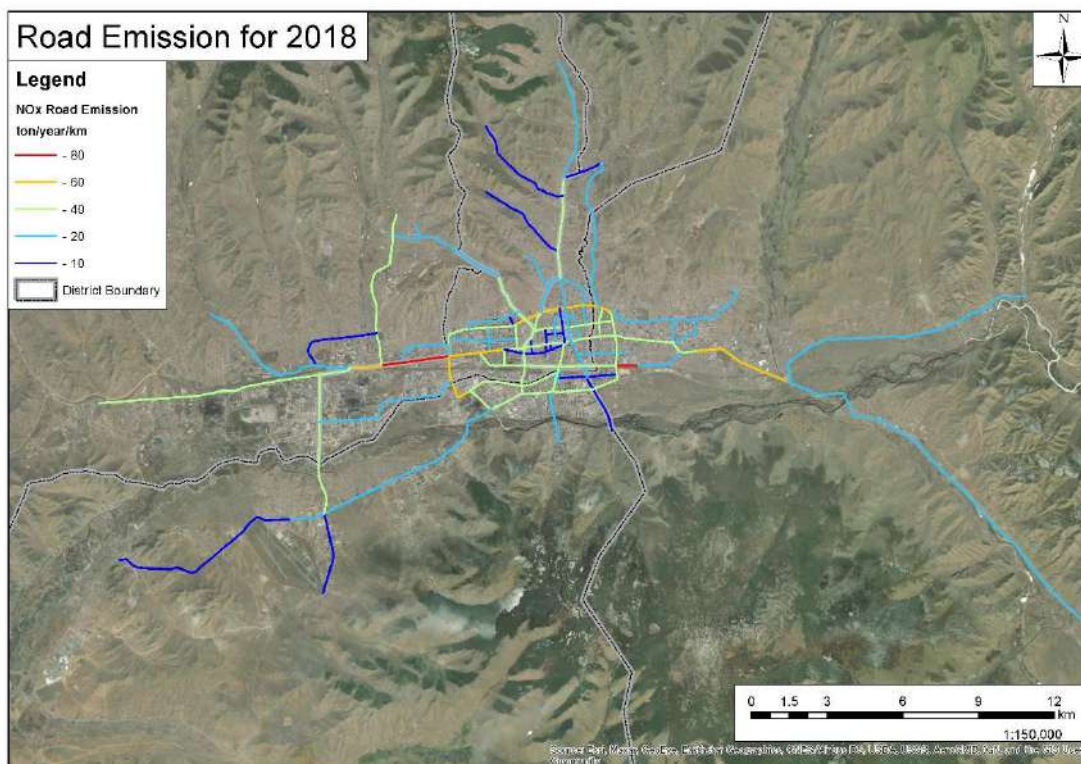 Road Emission for 2018
N
Legend
NOx Road Emission
ton/year/km
- 80
- 60
- 40
- 20
- 10
District Boundary
0 1.5 3 6 9 12
km
1:150,000